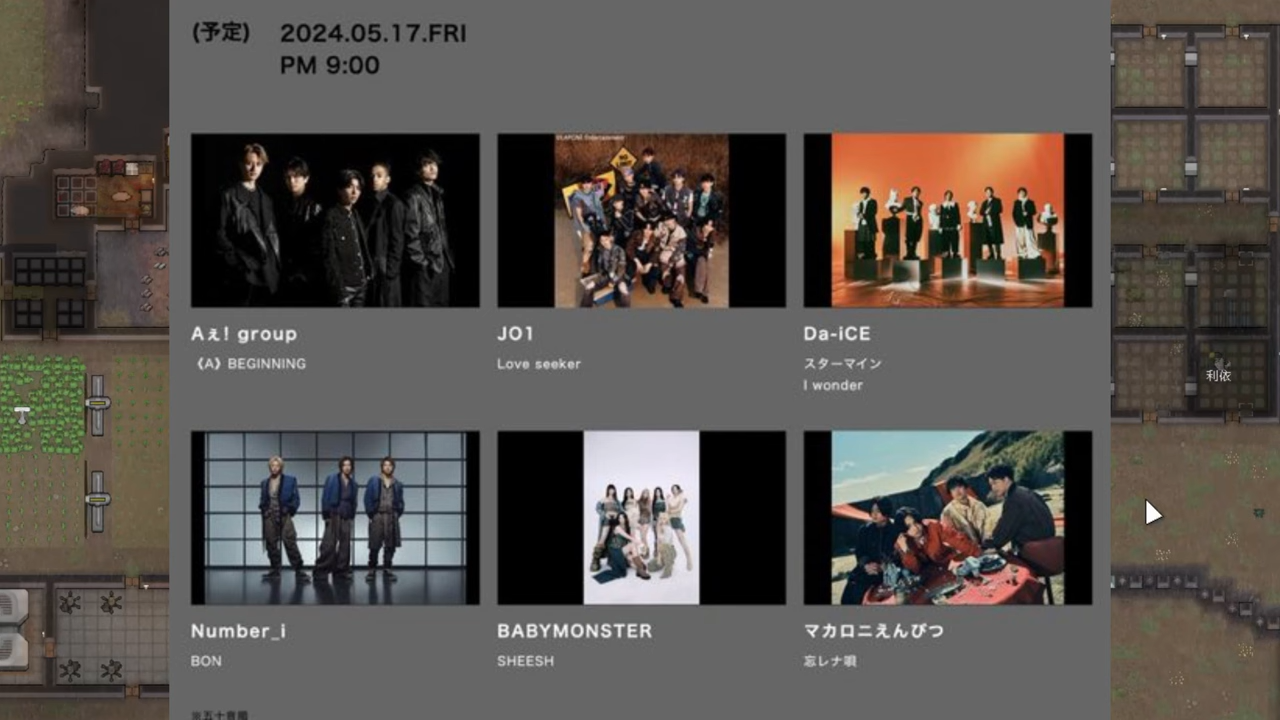 (予定) 2024.05.17.FRI
PM 9:00
Aぇ! group
《A》BEGINNING
JO1
Love seeker
Da-iCE
スターマイン
I wonder
Number_i
BON
BABYMONSTER
SHEESH
マカロニえんぴつ
忘レナ唄
利依
NO